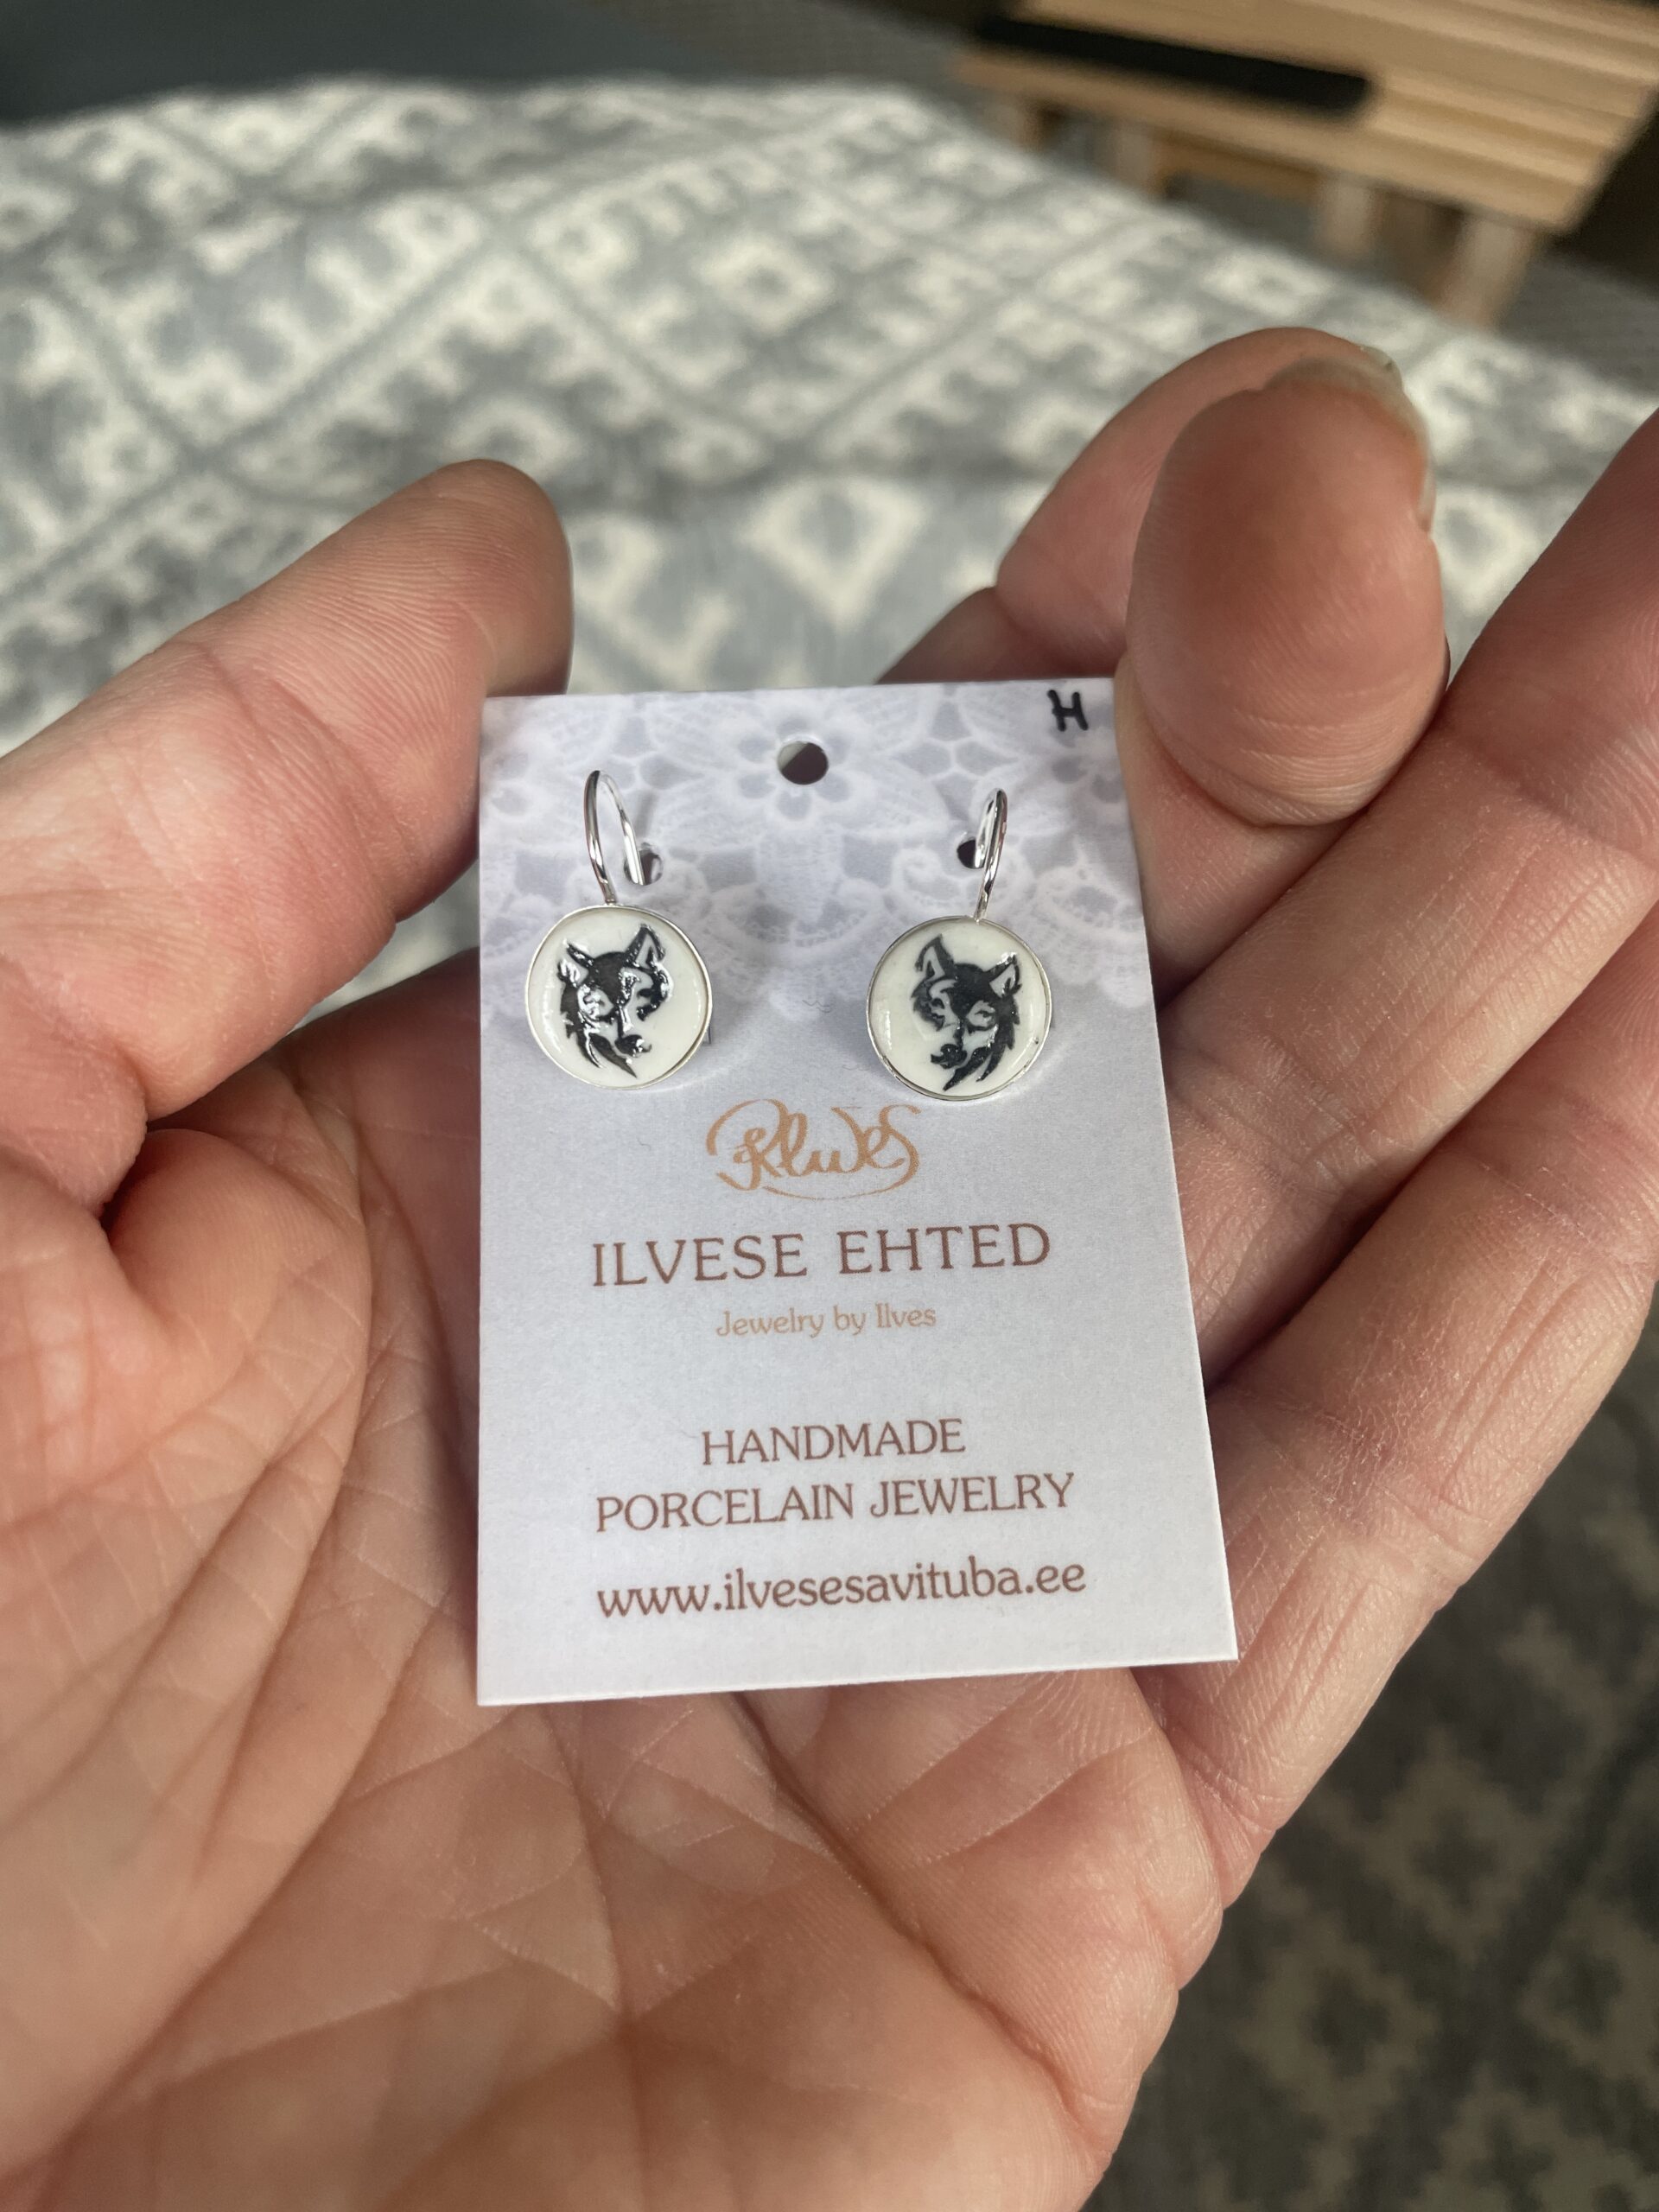 H
ILVESE EHTED
Jewelry by Ilves
HANDMADE
PORCELAIN JEWELRY
www.ilvesesavituba.ee